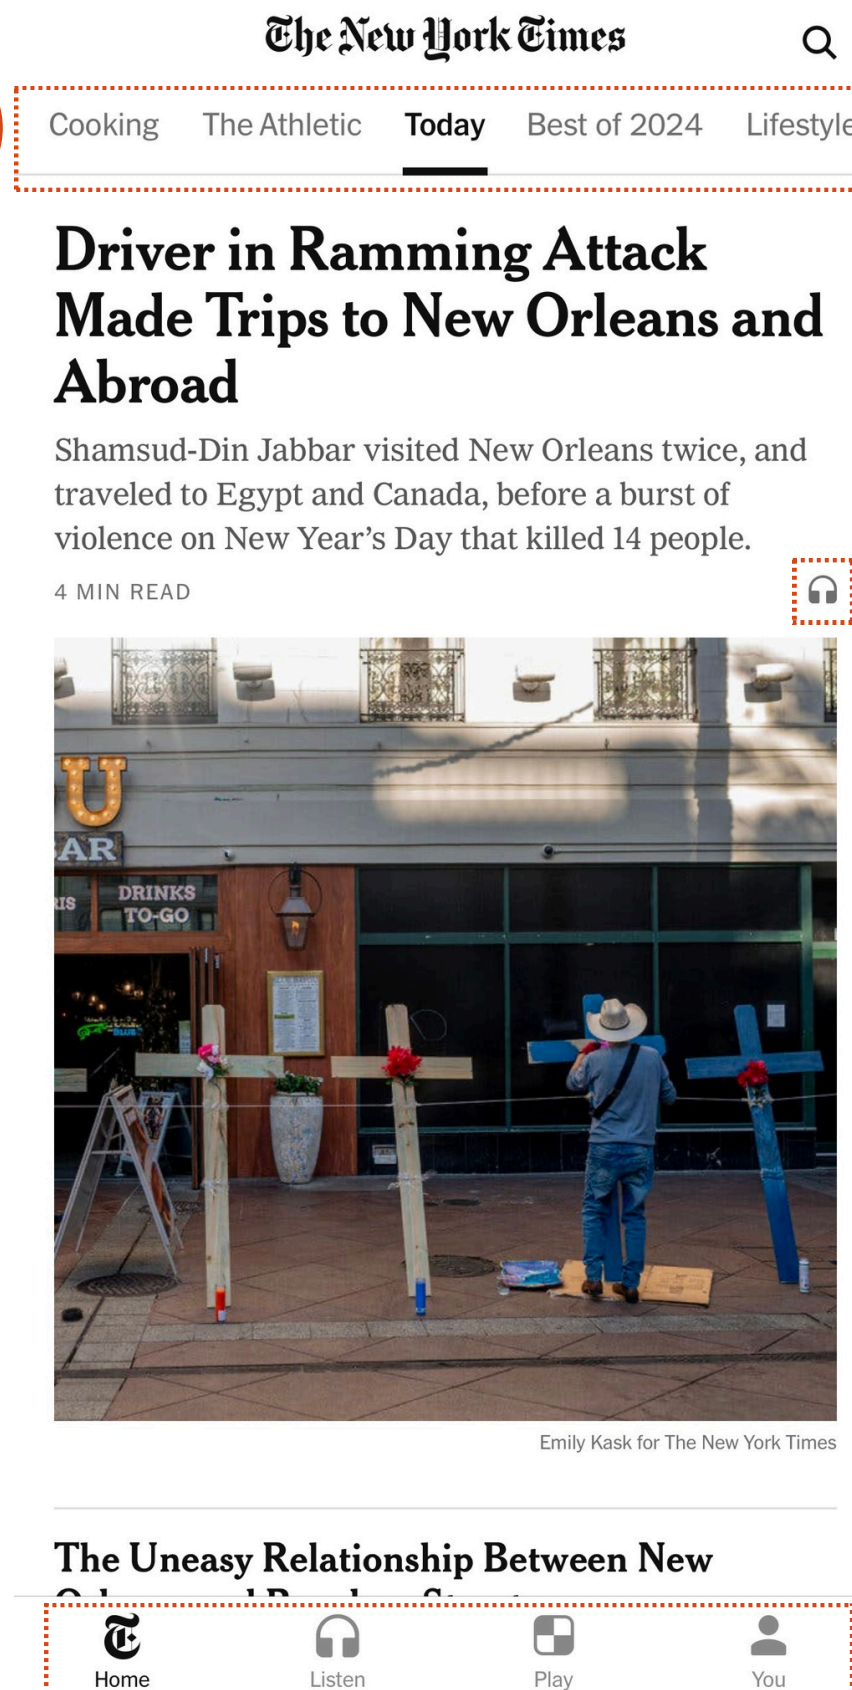 The New York Times
Cooking The Athletic Today Best of 2024 Lifestyle
Driver in Ramming Attack
Made Trips to New Orleans and
Abroad
Shamsud-Din Jabbar visited New Orleans twice, and
traveled to Egypt and Canada, before a burst of
violence on New Year’s Day that killed 14 people.
4 MIN READ
U
AR
DRINKS
TO-GO
Emily Kask for The New York Times
The Uneasy Relationship Between New
Home Listen Play You